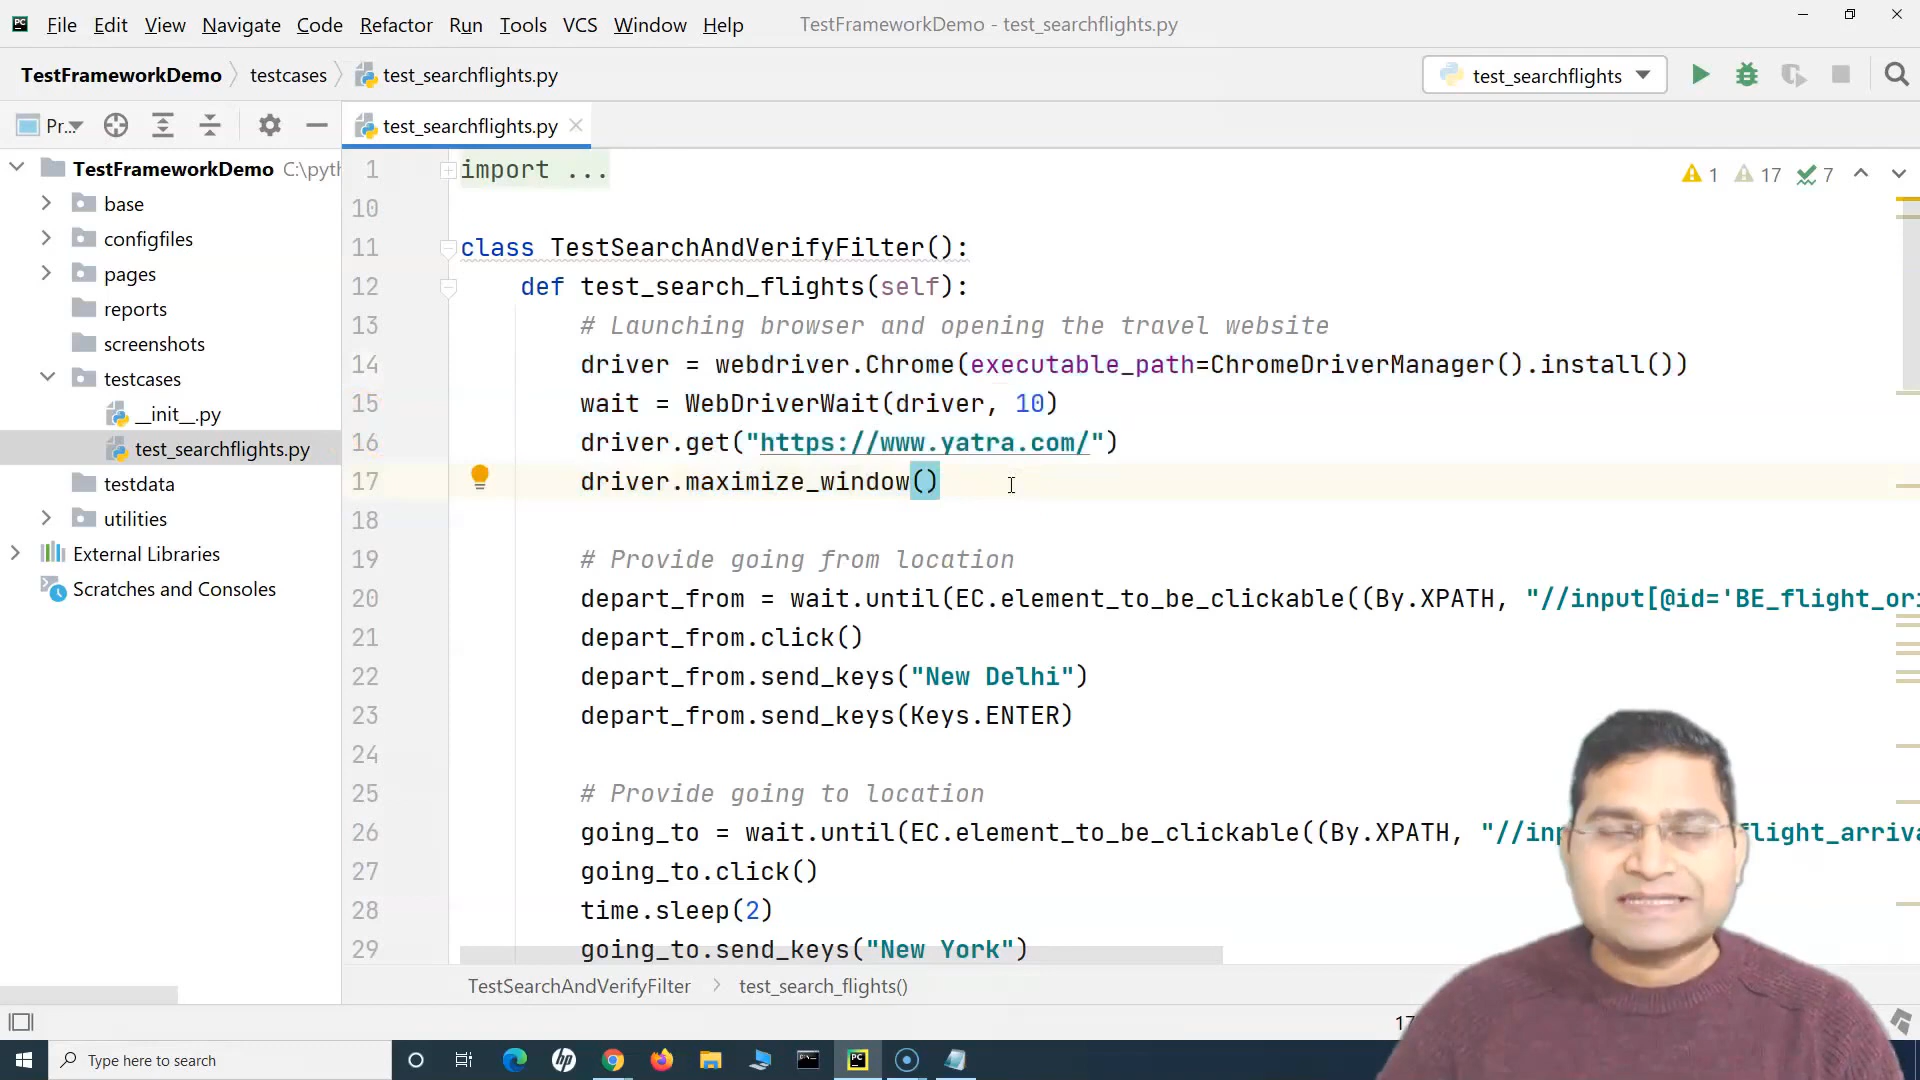 File Edit View Navigate Code Refactor Run Tools VCS Window Help TestFrameworkDemo - test_searchflights.py
TestFrameworkDemo testcases test_searchflights.py test_searchflights
Pr... test_searchflights.py
TestFrameworkDemo C:\pyth
base
configfiles
pages
reports
screenshots
testcases
__init__.py
test_searchflights.py
testdata
utilities
External Libraries
Scratches and Consoles
1 import ...
1 17 7
10
11 class TestSearchAndVerifyFilter():
12 def test_search_flights(self):
13 # Launching browser and opening the travel website
14 driver = webdriver.Chrome(executable_path=ChromeDriverManager().install())
15 wait = WebDriverWait(driver, 10)
16 driver.get("https://www.yatra.com/")
17 driver.maximize_window()
18
19 # Provide going from location
20 depart_from = wait.until(EC.element_to_be_clickable((By.XPATH, "//input[@id='BE_flight_ori
21 depart_from.click()
22 depart_from.send_keys("New Delhi")
23 depart_from.send_keys(Keys.ENTER)
24
25 # Provide going to location
26 going_to = wait.until(EC.element_to_be_clickable((By.XPATH, "//inp flight_arriva
27 going_to.click()
28 time.sleep(2)
29 going_to.send_keys("New York")
TestSearchAndVerifyFilter test_search_flights()
17
Type here to search
hp
PC